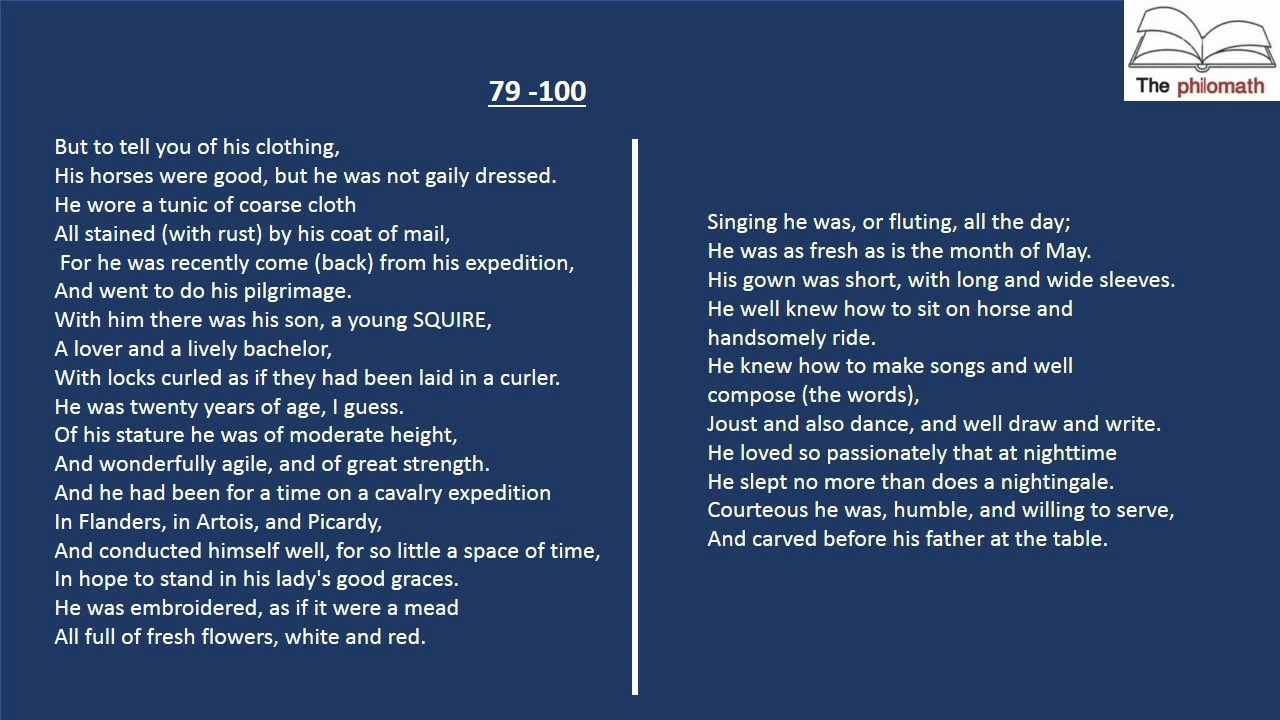 The philomath
79 -100
But to tell you of his clothing,
His horses were good, but he was not gaily dressed.
He wore a tunic of coarse cloth
All stained (with rust) by his coat of mail,
For he was recently come (back) from his expedition,
And went to do his pilgrimage.
With him there was his son, a young SQUIRE,
A lover and a lively bachelor,
With locks curled as if they had been laid in a curler.
He was twenty years of age, I guess.
Of his stature he was of moderate height,
And wonderfully agile, and of great strength.
And he had been for a time on a cavalry expedition
In Flanders, in Artois, and Picardy,
And conducted himself well, for so little a space of time,
In hope to stand in his lady's good graces.
He was embroidered, as if it were a mead
All full of fresh flowers, white and red.
Singing he was, or fluting, all the day;
He was as fresh as is the month of May.
His gown was short, with long and wide sleeves.
He well knew how to sit on horse and
handsomely ride.
He knew how to make songs and well
compose (the words),
Joust and also dance, and well draw and write.
He loved so passionately that at nighttime
He slept no more than does a nightingale.
Courteous he was, humble, and willing to serve,
And carved before his father at the table.